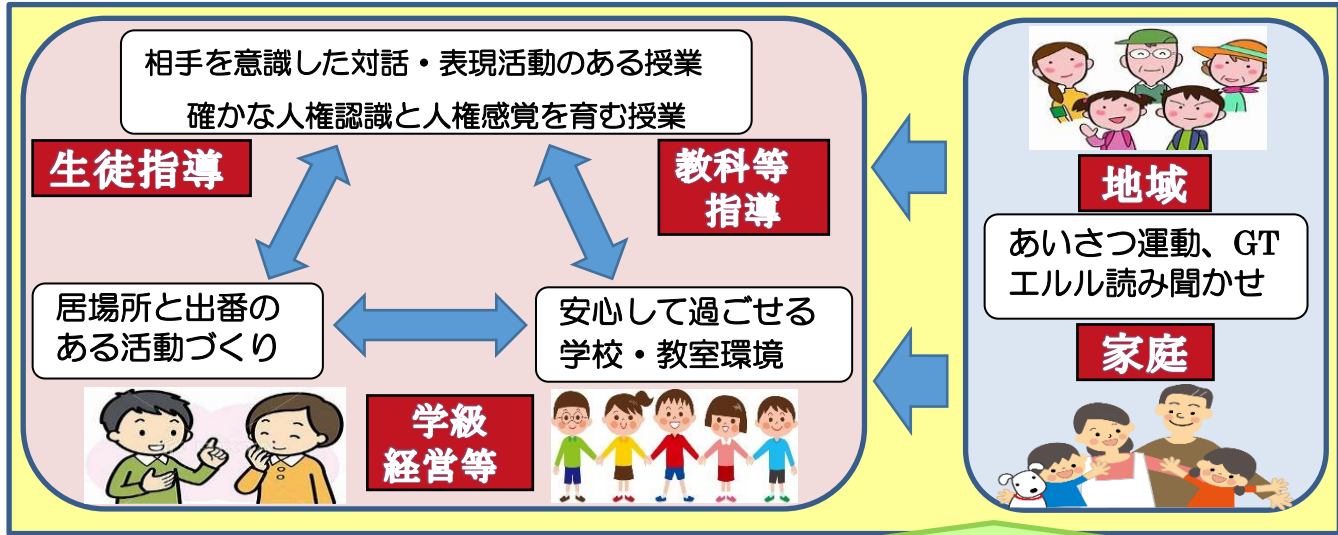 相手を意識した対話・表現活動のある授業
確かな人権認識と人権感覚を育む授業
生徒指導
教科等
指導
居場所と出番の
ある活動づくり
安心して過ごせる
学校・教室環境
学級
経営等
地域
あいさつ運動、GT
エルル読み聞かせ
家庭